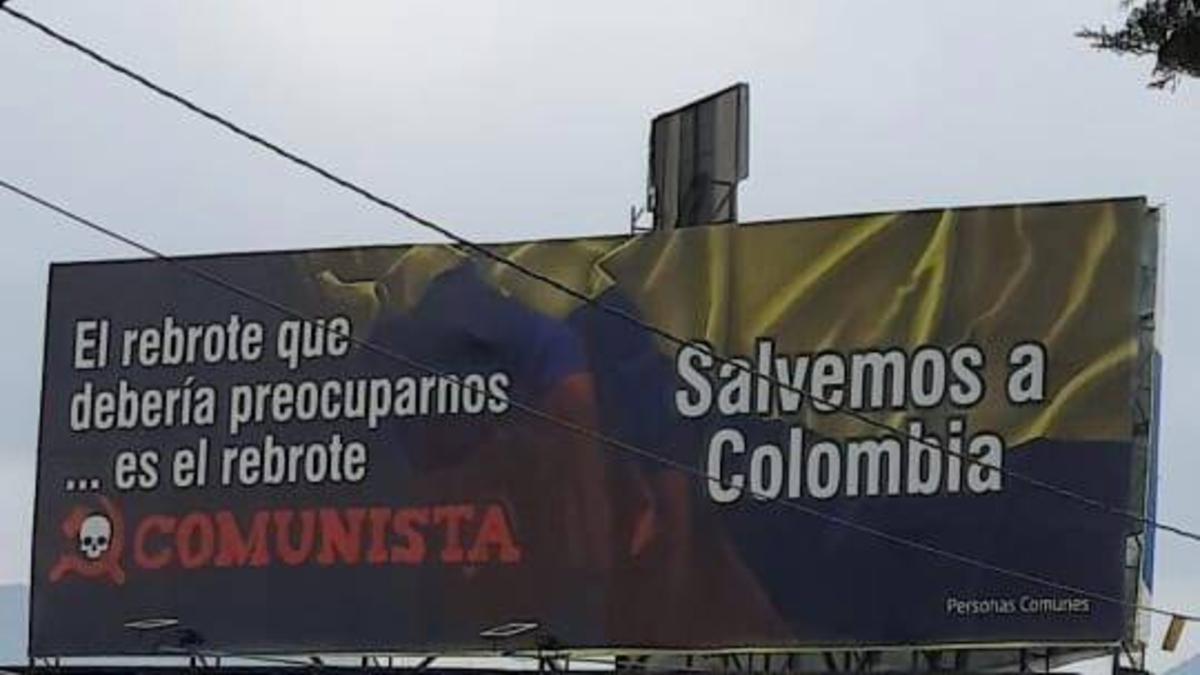 El rebrote que
debería preocuparnos
... es el rebrote
COMUNISTA
Salvemos a
Colombia
Personas Comunes